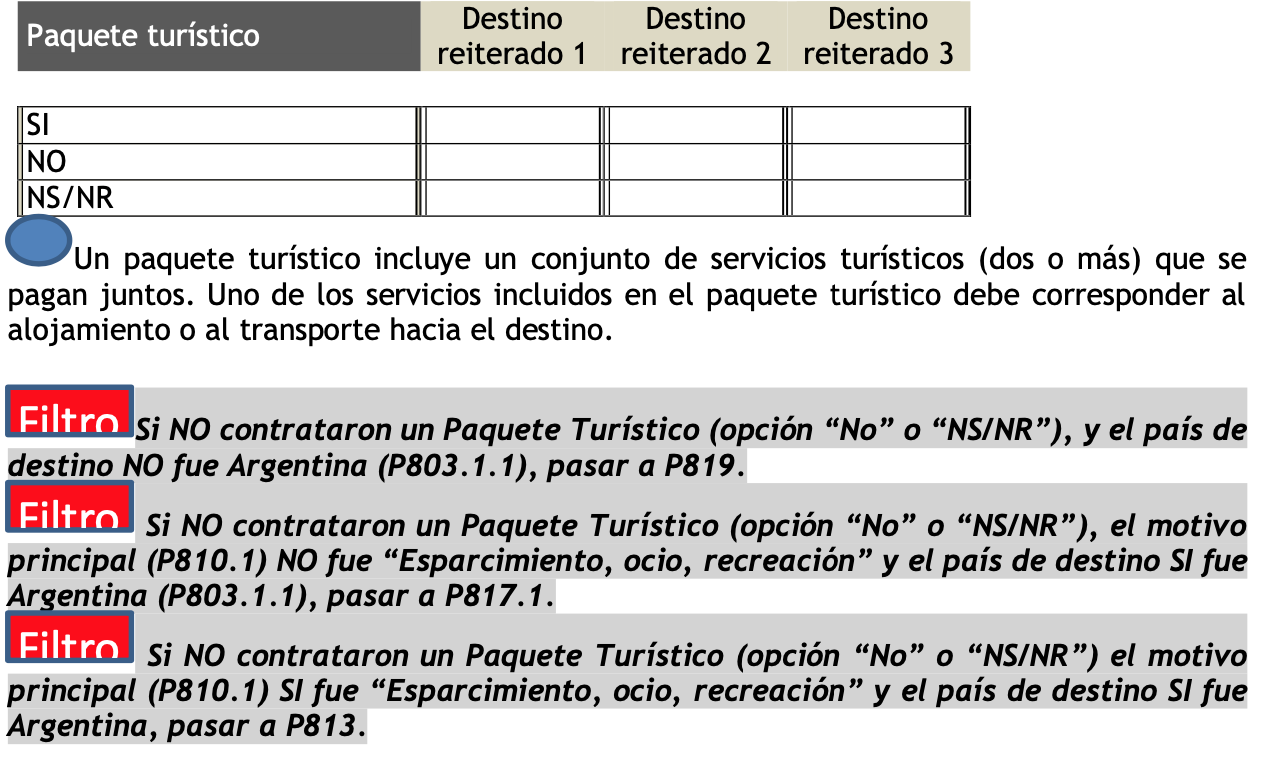 Paquete turístico
Destino
reiterado 1
Destino
reiterado 2
Destino
reiterado 3
SI
NO
NS/NR
Un paquete turístico incluye un conjunto de servicios turísticos (dos o más) que se
pagan juntos. Uno de los servicios incluidos en el paquete turístico debe corresponder al
alojamiento o al transporte hacia el destino.
Filtro Si NO contrataron un Paquete Turístico (opción “No” o “NS/NR”), y el país de
destino NO fue Argentina (P803.1.1), pasar a P819.
Filtro Si NO contrataron un Paquete Turístico (opción “No” o “NS/NR”), el motivo
principal (P810.1) NO fue “Esparcimiento, ocio, recreación” y el país de destino SI fue
Argentina (P803.1.1), pasar a P817.1.
Filtro Si NO contrataron un Paquete Turístico (opción “No” o “NS/NR”) el motivo
principal (P810.1) SI fue “Esparcimiento, ocio, recreación” y el país de destino SI fue
Argentina, pasar a P813.